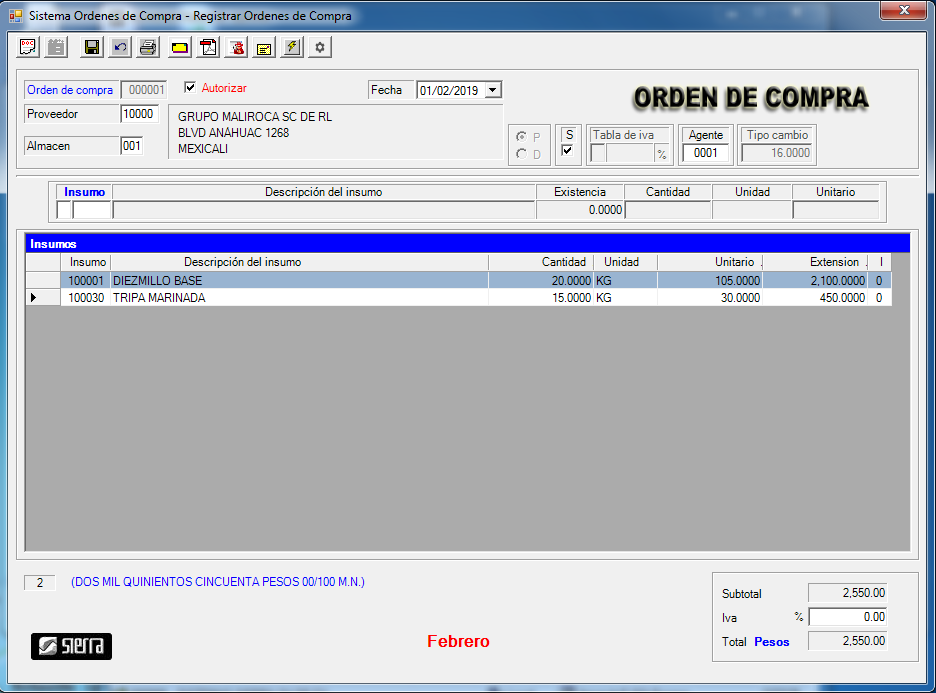 Sistema Ordenes de Compra - Registrar Ordenes de Compra
Orden de compra 000001 Autorizar Fecha 01/02/2019
ORDEN DE COMPRA
Proveedor 10000 GRUPO MALIROCA SC DE RL
BLVD ANAHUAC 1268
Almacen 001 MEXICALI
P S Tabla de iva Agente Tipo cambio
D % 0001 16.0000
Insumo Descripción del insumo Existencia Cantidad Unidad Unitario
0.0000
Insumos
Insumo Descripción del insumo Cantidad Unidad Unitario . Extension . I
100001 DIEZMILLO BASE 20.0000 KG 105.0000 2,100.0000 0
100030 TRIPA MARINADA 15.0000 KG 30.0000 450.0000 0
2 (DOS MIL QUINIENTOS CINCUENTA PESOS 00/100 M.N.)
Subtotal 2,550.00
Iva % 0.00
Total Pesos 2,550.00
Febrero
sierra